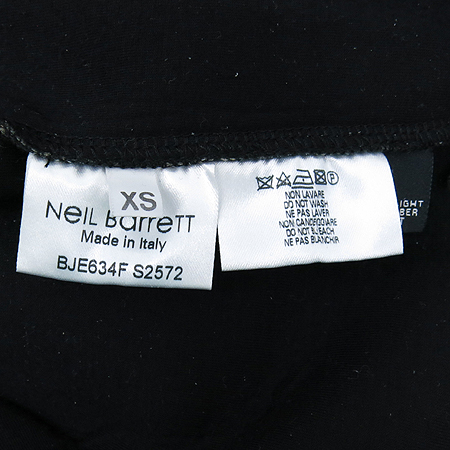 XS
NEIL BARRETT
Made in Italy
BJE634F S2572
P
NON LAVARE
DO NOT WASH
NE PAS LAVER
NON CANDEGGIARE
DO NOT BLEACH
NE PAS BLANCHIR